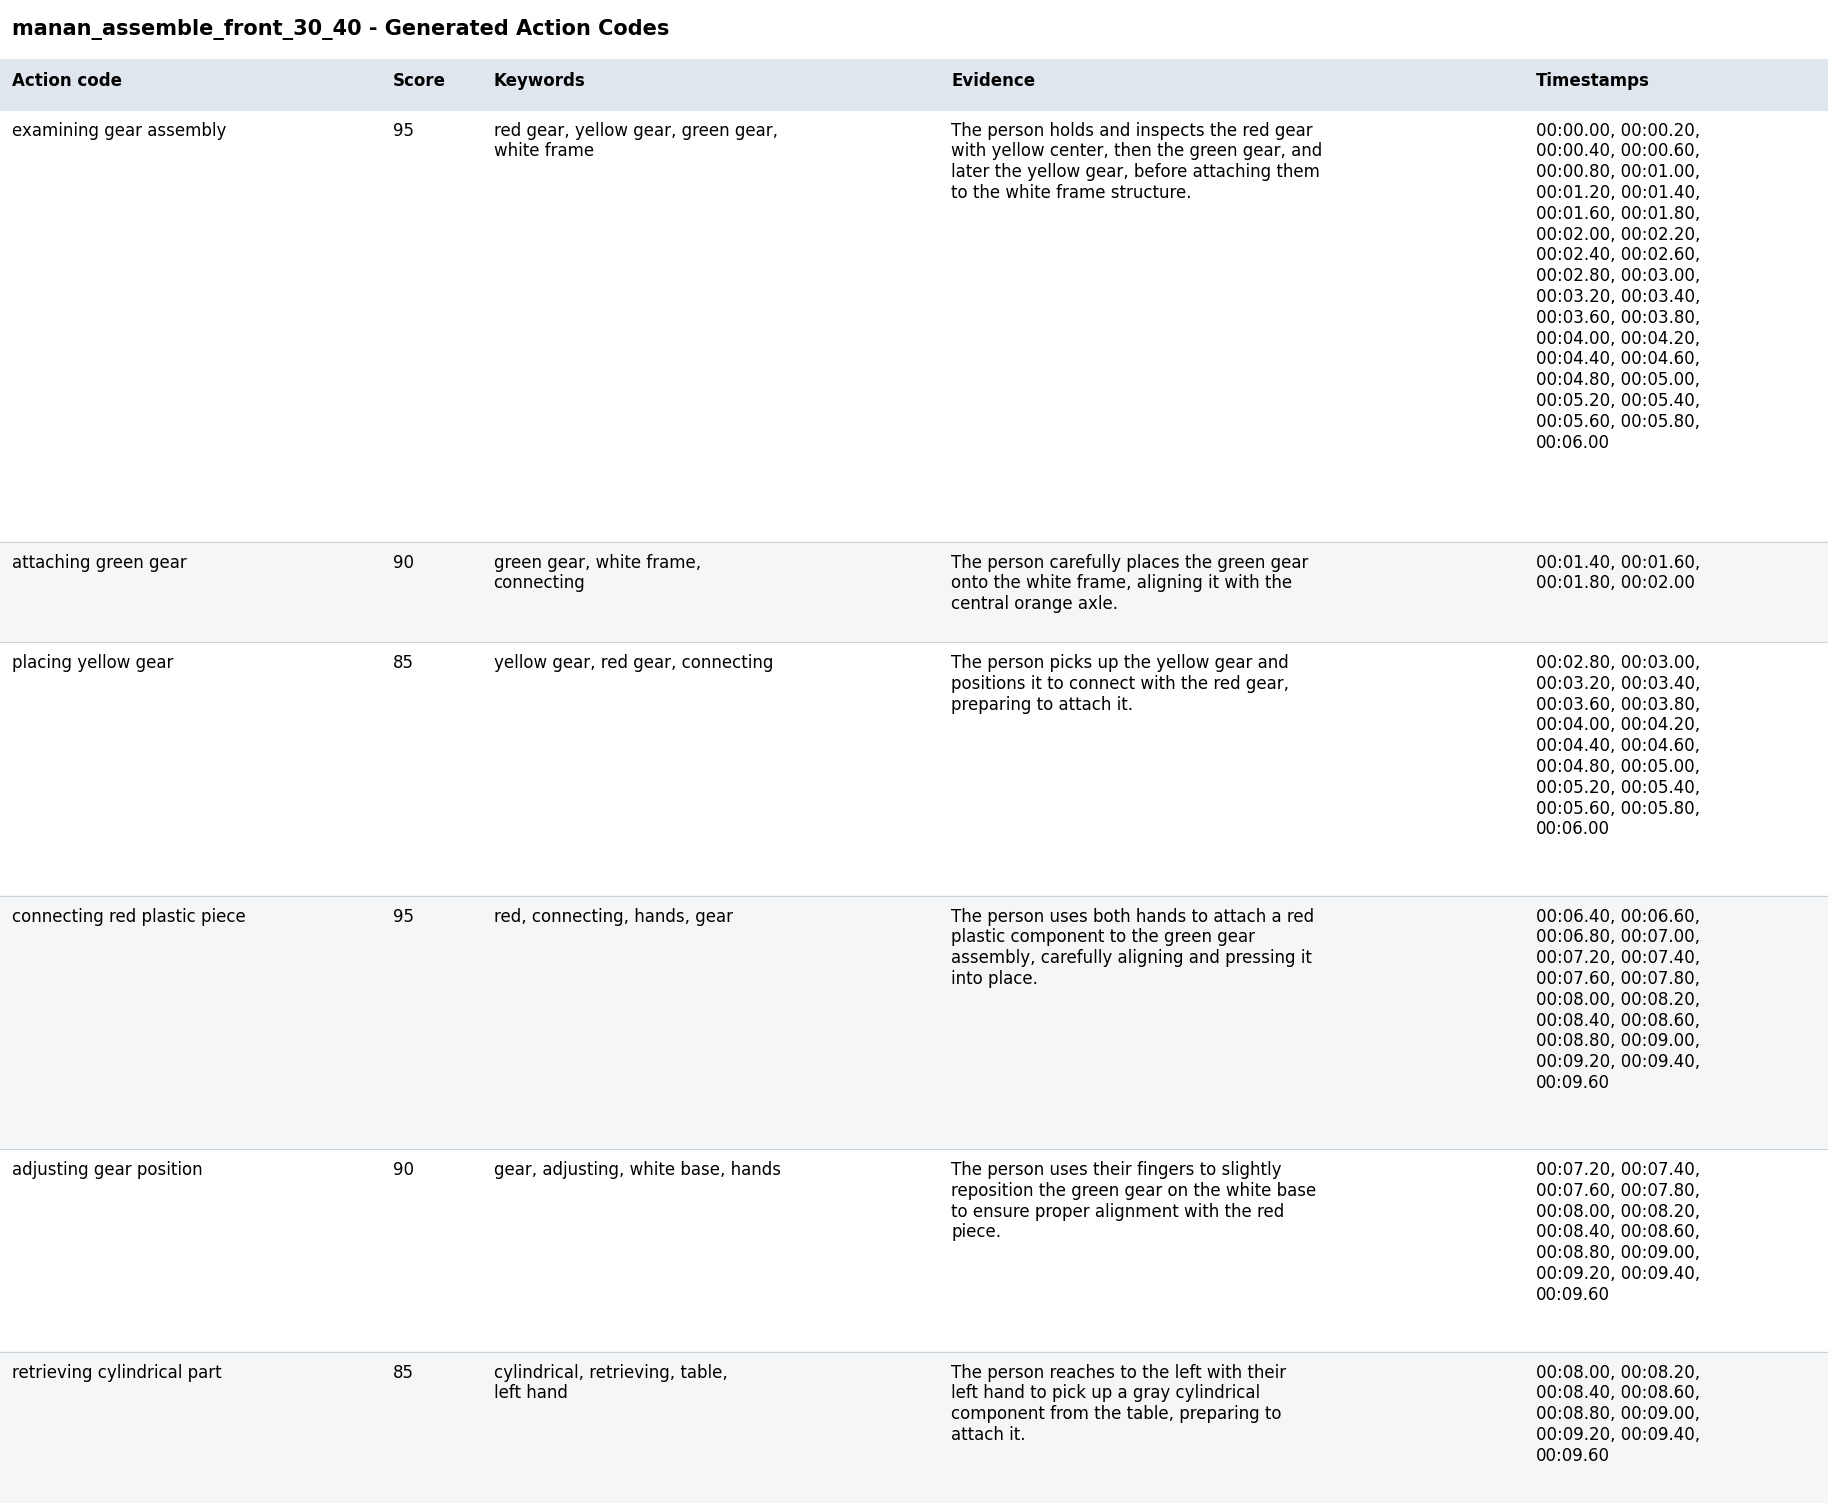 manan_assemble_front_30_40 - Generated Action Codes
Action code Score Keywords Evidence Timestamps
examining gear assembly 95 red gear, yellow gear, green gear, The person holds and inspects the red gear 00:00.00, 00:00.20,
white frame with yellow center, then the green gear, and 00:00.40, 00:00.60,
later the yellow gear, before attaching them 00:00.80, 00:01.00,
to the white frame structure. 00:01.20, 00:01.40,
00:01.60, 00:01.80,
00:02.00, 00:02.20,
00:02.40, 00:02.60,
00:02.80, 00:03.00,
00:03.20, 00:03.40,
00:03.60, 00:03.80,
00:04.00, 00:04.20,
00:04.40, 00:04.60,
00:04.80, 00:05.00,
00:05.20, 00:05.40,
00:05.60, 00:05.80,
00:06.00
attaching green gear 90 green gear, white frame, The person carefully places the green gear 00:01.40, 00:01.60,
connecting onto the white frame, aligning it with the 00:01.80, 00:02.00
central orange axle.
placing yellow gear 85 yellow gear, red gear, connecting The person picks up the yellow gear and 00:02.80, 00:03.00,
positions it to connect with the red gear, 00:03.20, 00:03.40,
preparing to attach it. 00:03.60, 00:03.80,
00:04.00, 00:04.20,
00:04.40, 00:04.60,
00:04.80, 00:05.00,
00:05.20, 00:05.40,
00:05.60, 00:05.80,
00:06.00
connecting red plastic piece 95 red, connecting, hands, gear The person uses both hands to attach a red 00:06.40, 00:06.60,
plastic component to the green gear 00:06.80, 00:07.00,
assembly, carefully aligning and pressing it 00:07.20, 00:07.40,
into place. 00:07.60, 00:07.80,
00:08.00, 00:08.20,
00:08.40, 00:08.60,
00:08.80, 00:09.00,
00:09.20, 00:09.40,
00:09.60
adjusting gear position 90 gear, adjusting, white base, hands The person uses their fingers to slightly 00:07.20, 00:07.40,
reposition the green gear on the white base 00:07.60, 00:07.80,
to ensure proper alignment with the red 00:08.00, 00:08.20,
piece. 00:08.40, 00:08.60,
00:08.80, 00:09.00,
00:09.20, 00:09.40,
00:09.60
retrieving cylindrical part 85 cylindrical, retrieving, table, The person reaches to the left with their 00:08.00, 00:08.20,
left hand left hand to pick up a gray cylindrical 00:08.40, 00:08.60,
component from the table, preparing to 00:08.80, 00:09.00,
attach it. 00:09.20, 00:09.40,
00:09.60